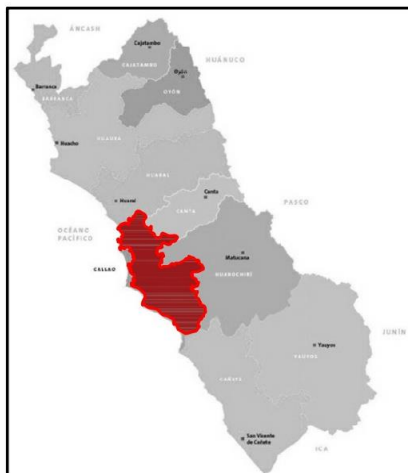 ÁNCASH
Cajatambo
CAJATAMBO
HUÁNUCO
Oyón
OYÓN
Barranca
BARRANCA
Huacho
HUAURA
HUARAL
Huaral
Canta
CANTA
PASCO
OCÉANO
PACÍFICO
CALLAO
Matucana
HUAROCHIRÍ
JUNÍN
Yauyos
YAUYOS
CAÑETE
San Vicente
de Cañete
ICA